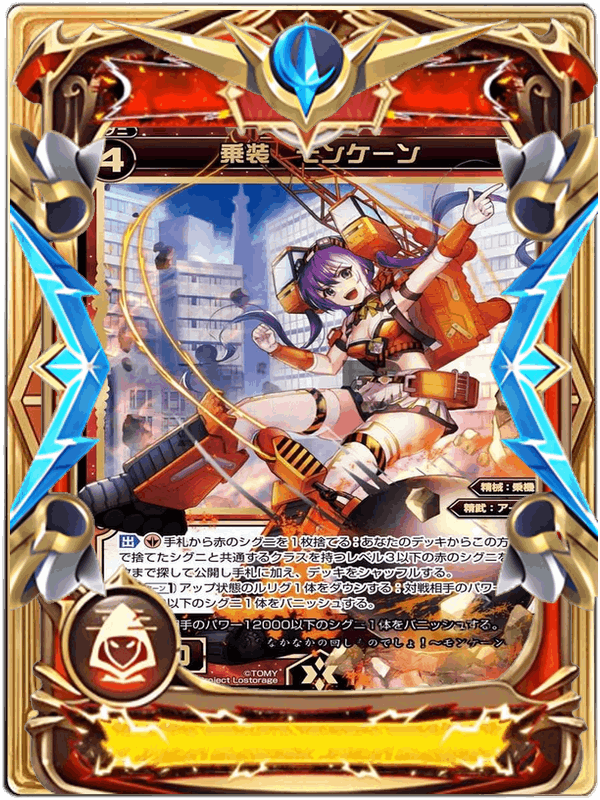 4
乗装　モンケーン
精械：乗機
精武：アー
出 手札から赤のシグニを1枚捨てる：あなたのデッキからこの方
で捨てたシグニと共通するクラスを持つレベル3以下の赤のシグニを
まで探して公開し手札に加え、デッキをシャッフルする。
アップ状態のルリグ1体をダウンする：対戦相手のパワー
以下のシグニ1体をバニッシュする。
相手のパワー12000以下のシグニ1体をバニッシュする。
なかなかの回しものでしょ！～モンケーン
©TOMY
Project Lostorage